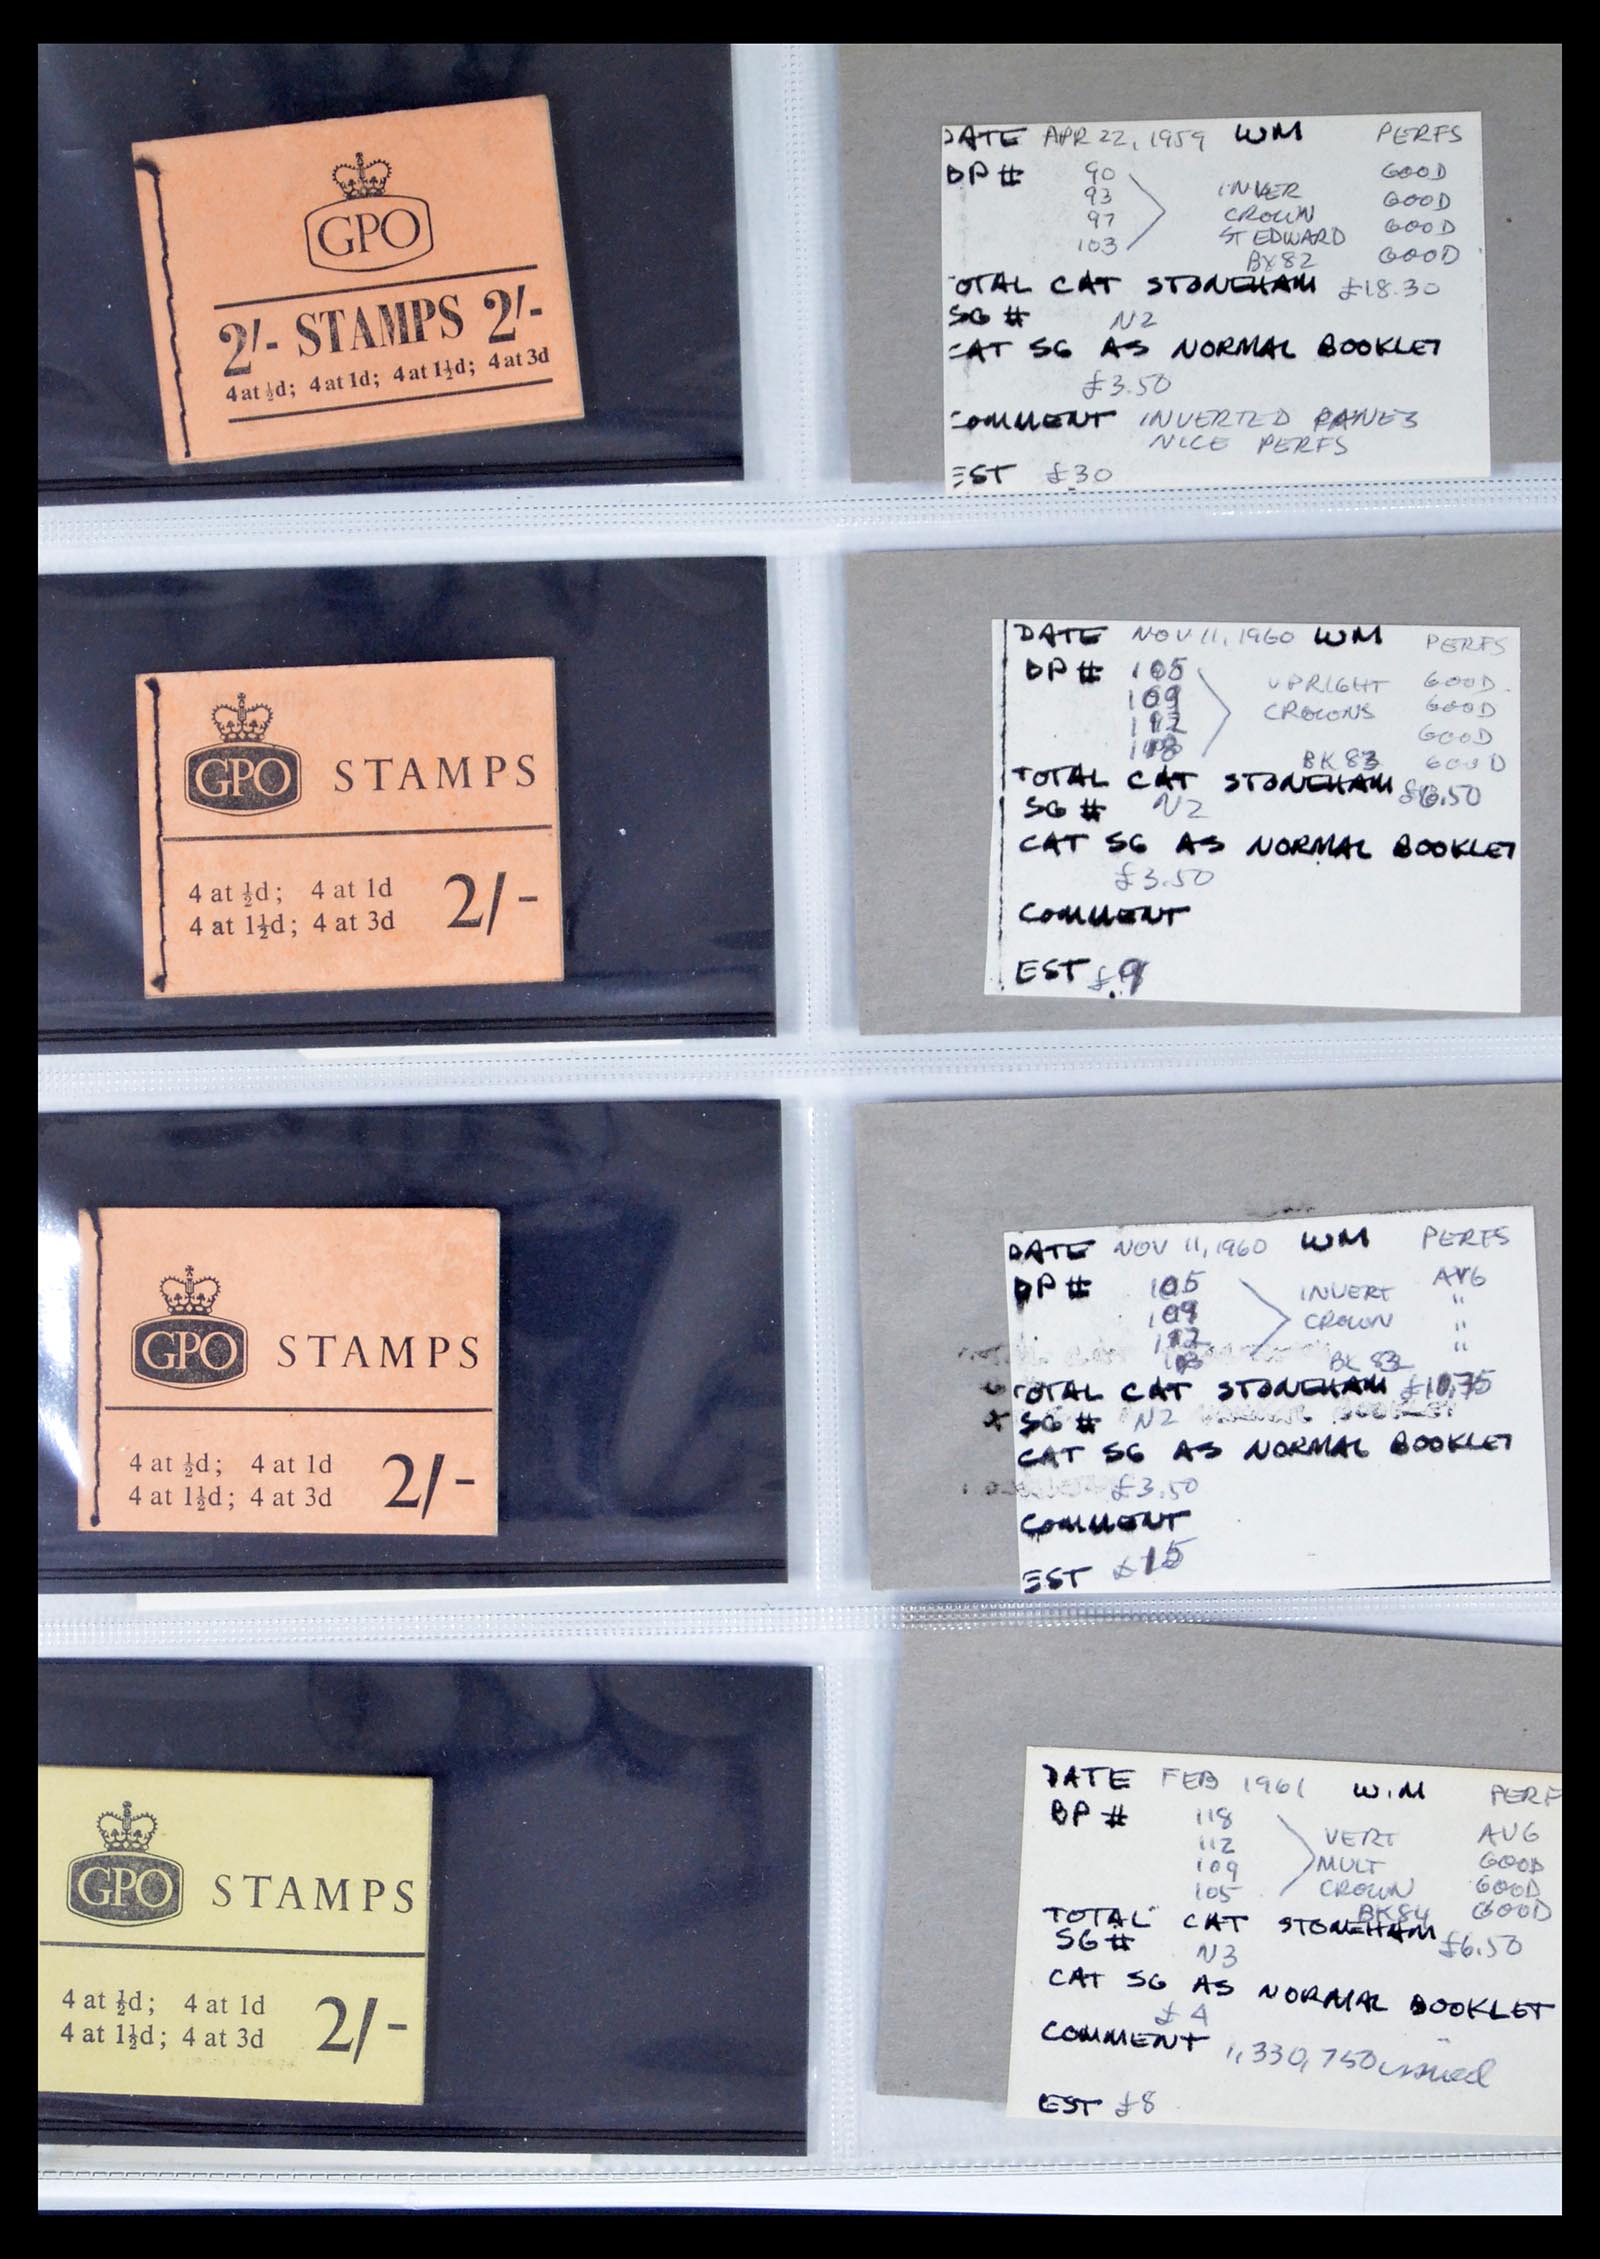 GPO
2/- STAMPS 2/-
4 at ½d; 4 at 1d; 4 at 1½d; 4 at 3d
DATE APR 22, 1959 WM PERFS
BP # 90 GOOD
93 INVER GOOD
97 CROWN GOOD
103 ST EDWARD GOOD
BX 82
OTAL CAT STONEHAM £18.30
SG # N2
CAT SG AS NORMAL BOOKLET
£3.50
COMMENT INVERTED PANES
NICE PERFS
EST £30
GPO STAMPS
4 at ½d; 4 at 1d
4 at 1½d; 4 at 3d 2/-
DATE NOV 11, 1960 WM PERFS
BP # 105 UPRIGHT GOOD
109 CROWNS GOOD
112 GOOD
BK 83 GOOD
TOTAL CAT STONEHAM
SG # N2
CAT SG AS NORMAL BOOKLET
£3.50
COMMENT
EST £9
GPO STAMPS
4 at ½d; 4 at 1d
4 at 1½d; 4 at 3d 2/-
DATE NOV 11, 1960 WM PERFS
BP # 105 INVERT AVG
109 CROWN "
112 "
BK "
TOTAL CAT STONEHAM £10.75
SG # N2
CAT SG AS NORMAL BOOKLET
£3.50
COMMENT
EST £15
GPO STAMPS
4 at ½d; 4 at 1d
4 at 1½d; 4 at 3d 2/-
DATE FEB 1961 W.M PERF
BP # 118 VERT AVG
112 MULT GOOD
109 CROWN GOOD
105 BK84 GOOD
TOTAL CAT STONEHAM £6.50
SG # N3
CAT SG AS NORMAL BOOKLET
£4
COMMENT 1,330,750 issued
EST £8